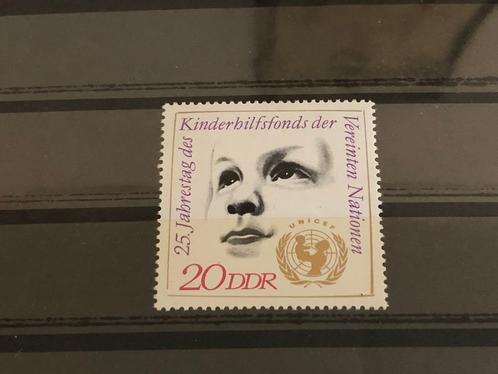 25. Jahrestag des
Kinderhilfsfonds der
Vereinten Nationen
UNICEF
20 DDR